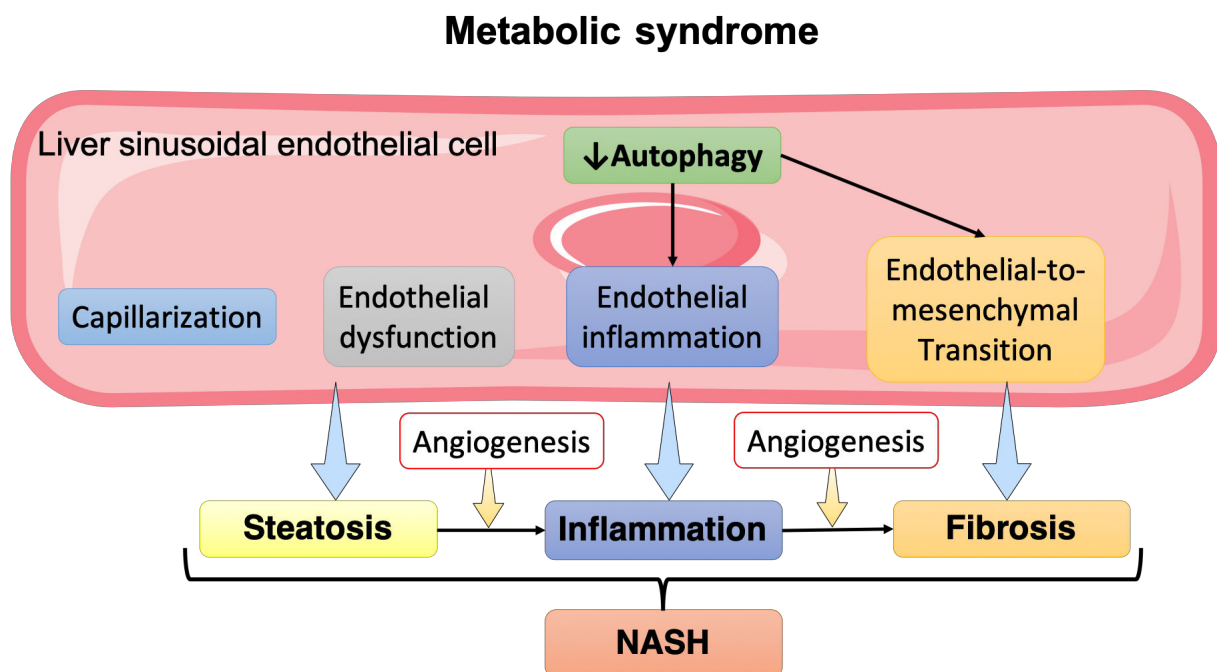 Metabolic syndrome
Liver sinusoidal endothelial cell
↓Autophagy
Capillarization
Endothelial
dysfunction
Endothelial
inflammation
Endothelial-to-
mesenchymal
Transition
Angiogenesis
Angiogenesis
Steatosis
Inflammation
Fibrosis
NASH